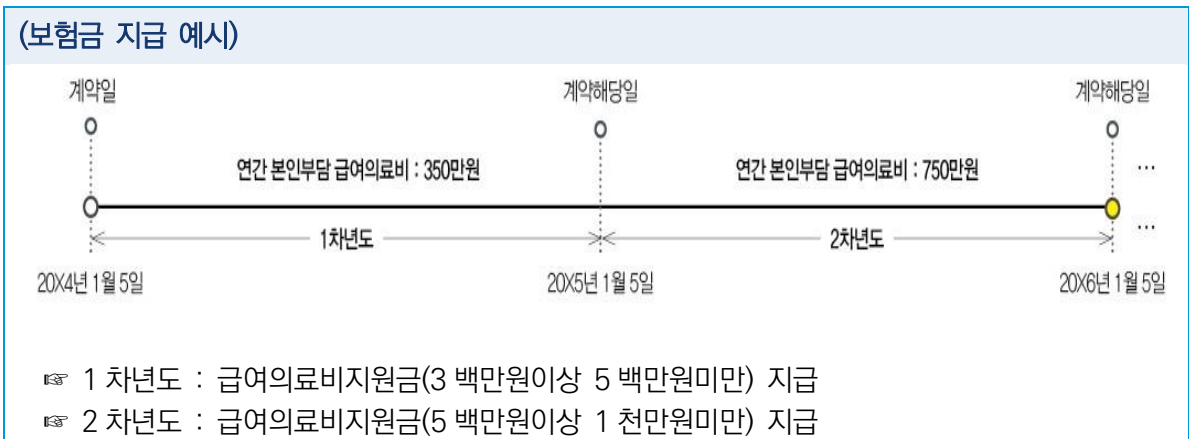 (보험금 지급 예시)
계약일 계약해당일 계약해당일
연간 본인부담 급여의료비 : 350만원 연간 본인부담 급여의료비 : 750만원 …
1차년도 2차년도 …
20X4년 1월 5일 20X5년 1월 5일 20X6년 1월 5일
☞ 1 차년도 : 급여의료비지원금(3 백만원이상 5 백만원미만) 지급
☞ 2 차년도 : 급여의료비지원금(5 백만원이상 1 천만원미만) 지급